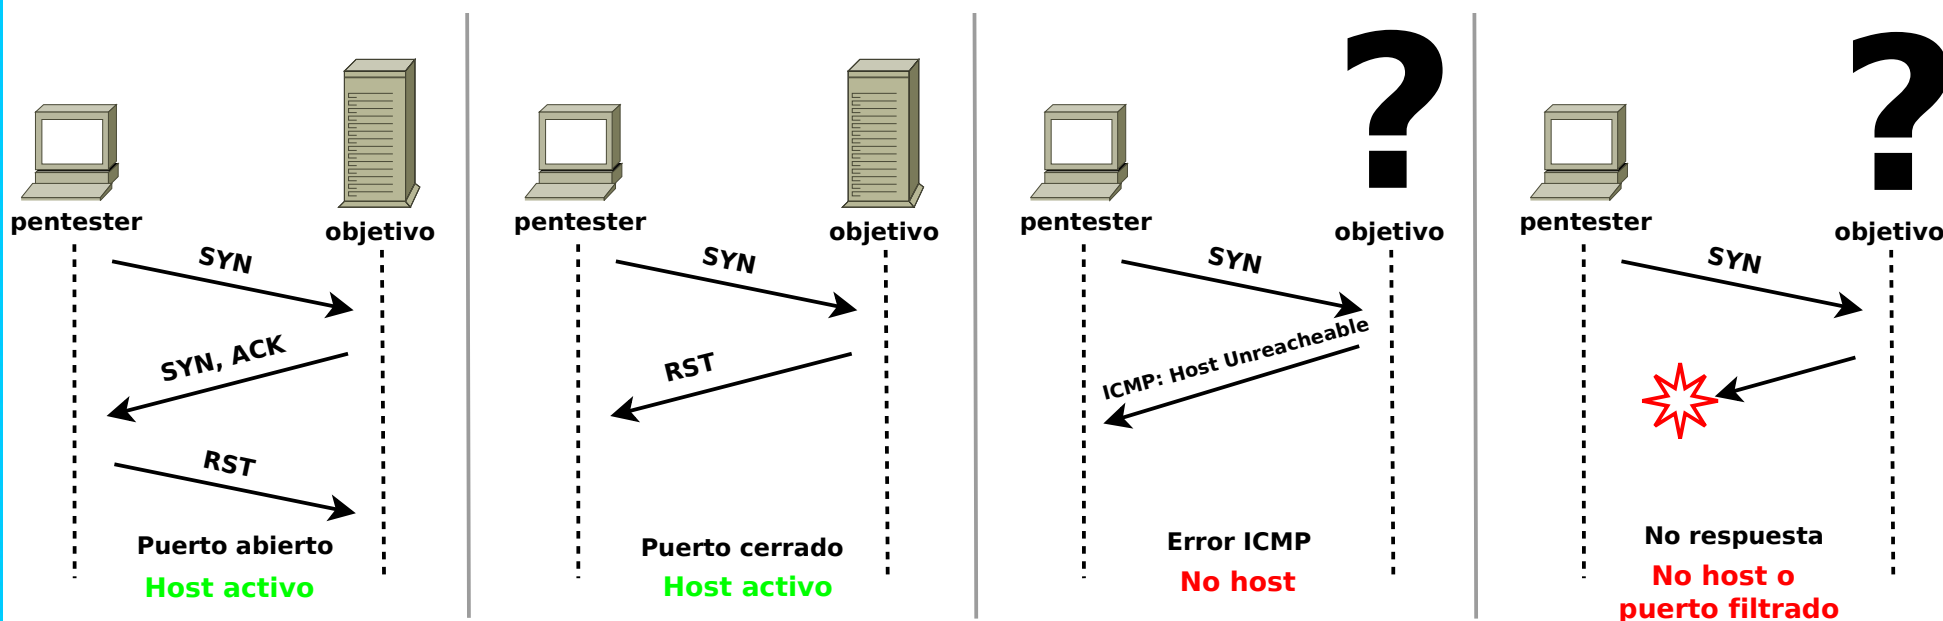 pentester
objetivo
SYN
SYN, ACK
RST
Puerto abierto
Host activo
pentester
objetivo
SYN
RST
Puerto cerrado
Host activo
pentester
?
objetivo
SYN
ICMP: Host Unreacheable
Error ICMP
No host
pentester
?
objetivo
SYN
No respuesta
No host o
puerto filtrado